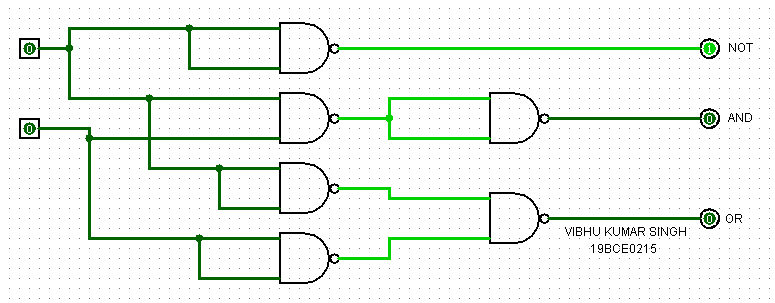 0
1 NOT
0
0 AND
0 OR
VIBHU KUMAR SINGH
19BCE0215